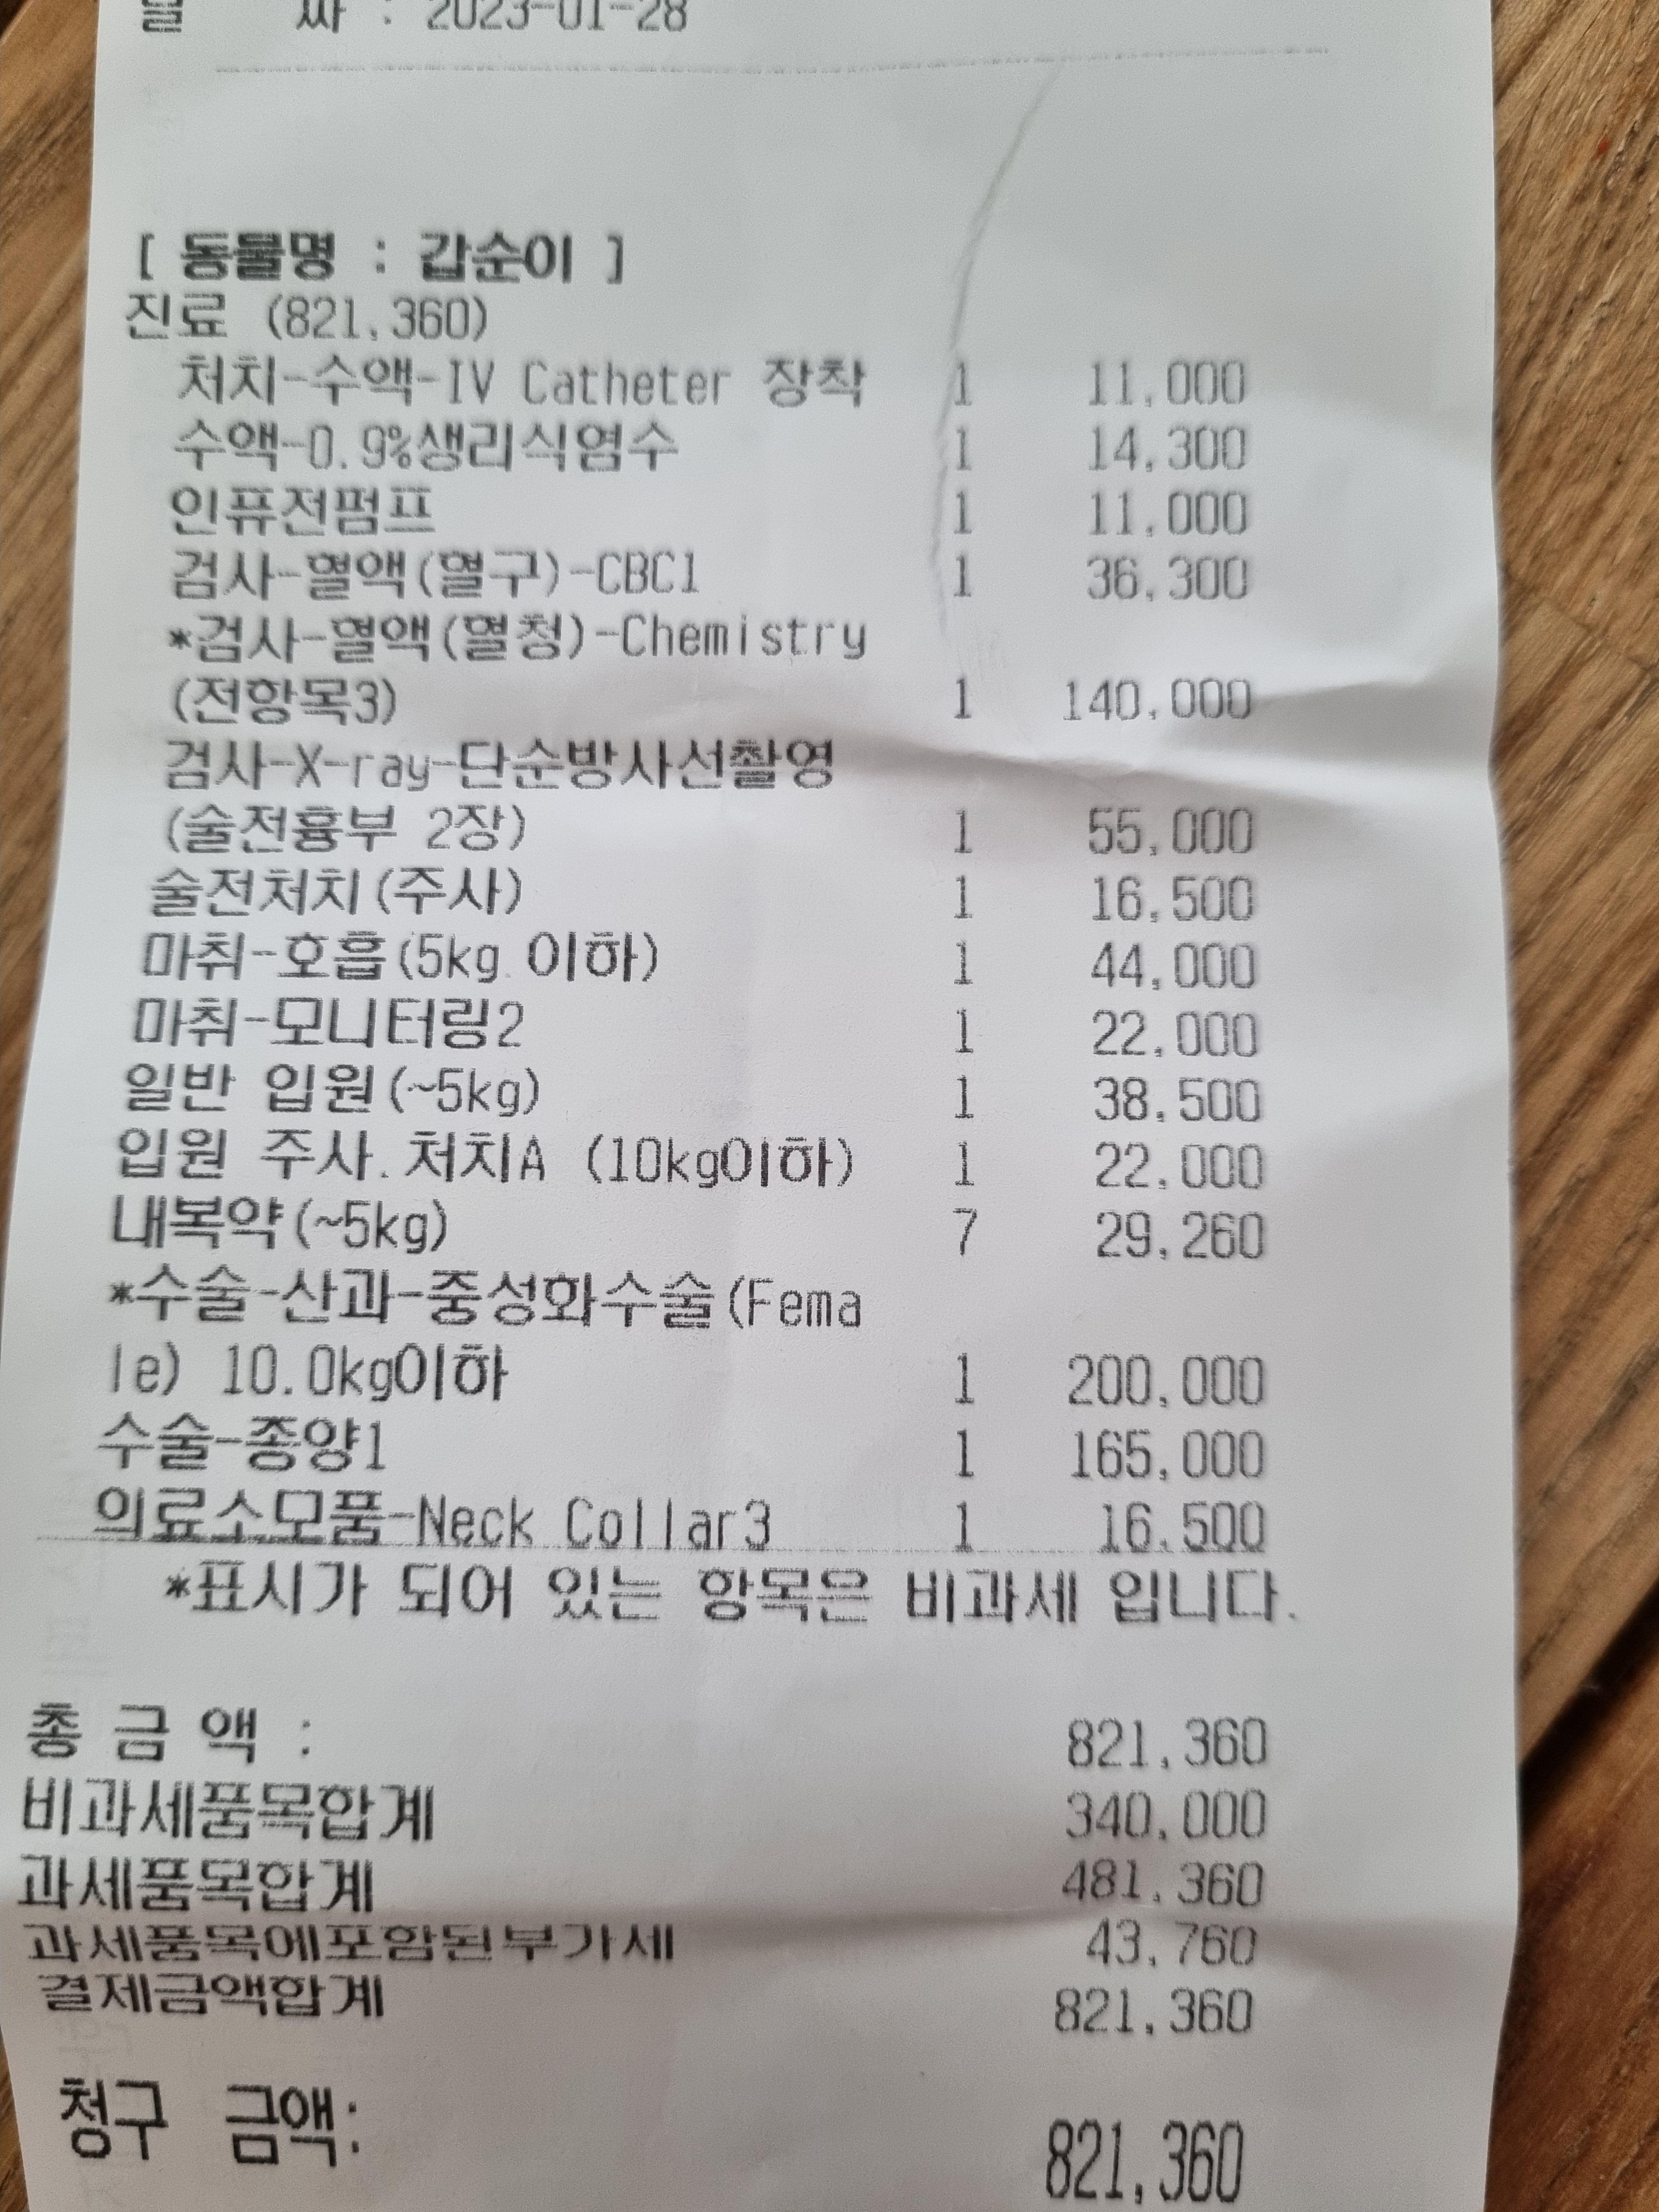 날 짜 : 2023-01-28
[ 동물명 : 갑순이 ]
진료 (821,360)
처치-수액-IV Catheter 장착 1 11,000
수액-0.9%생리식염수 1 14,300
인퓨전펌프 1 11,000
검사-혈액(혈구)-CBC1 1 36,300
*검사-혈액(혈청)-Chemistry
(전항목3) 1 140,000
검사-X-ray-단순방사선촬영
(술전흉부 2장) 1 55,000
술전처치(주사) 1 16,500
마취-호흡(5kg 이하) 1 44,000
마취-모니터링2 1 22,000
일반 입원(~5kg) 1 38,500
입원 주사.처치A (10kg이하) 1 22,000
내복약(~5kg) 7 29,260
*수술-산과-중성화수술(Fema
le) 10.0kg이하 1 200,000
수술-종양1 1 165,000
의료소모품-Neck Collar3 1 16,500
*표시가 되어 있는 항목은 비과세 입니다.
총 금 액 : 821,360
비과세품목합계 340,000
과세품목합계 481,360
과세품목에포함된부가세 43,760
결제금액합계 821,360
청구 금액: 821,360